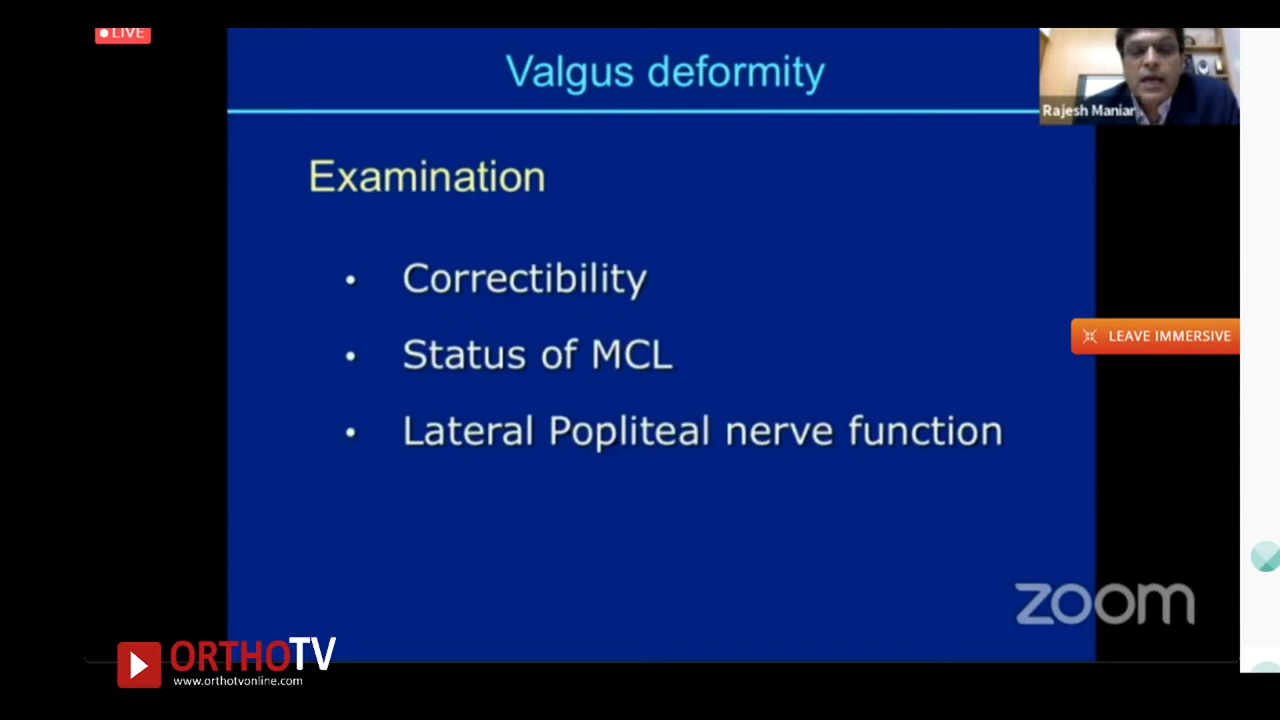 LIVE
Valgus deformity
Rajesh Maniar
Examination
• Correctibility
LEAVE IMMERSIVE
• Status of MCL
• Lateral Popliteal nerve function
zoom
ORTHOTV
www.orthotvonline.com